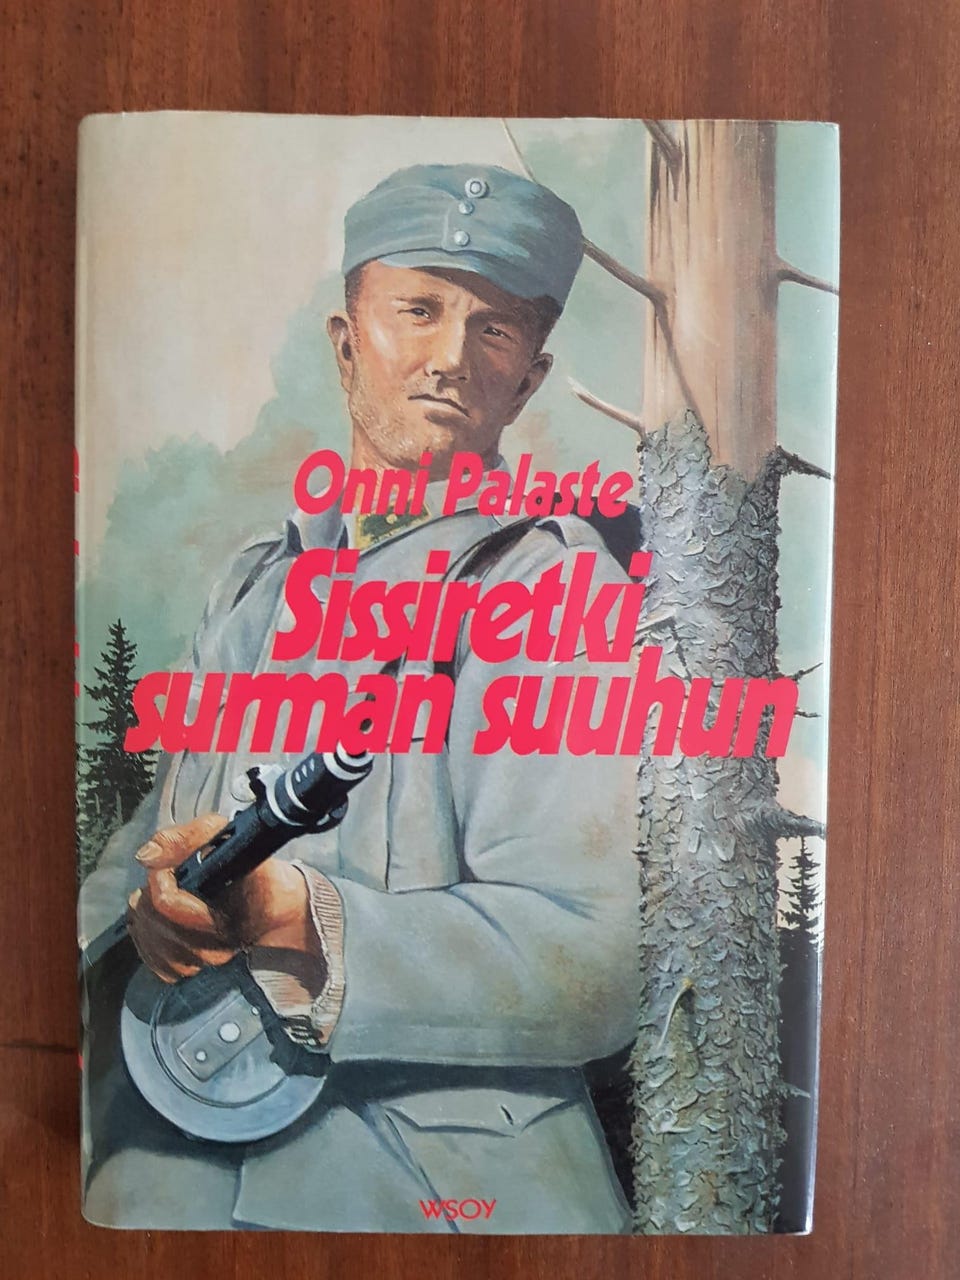 Onni Palaste
Sissiretki
surman suuhun
WSOY